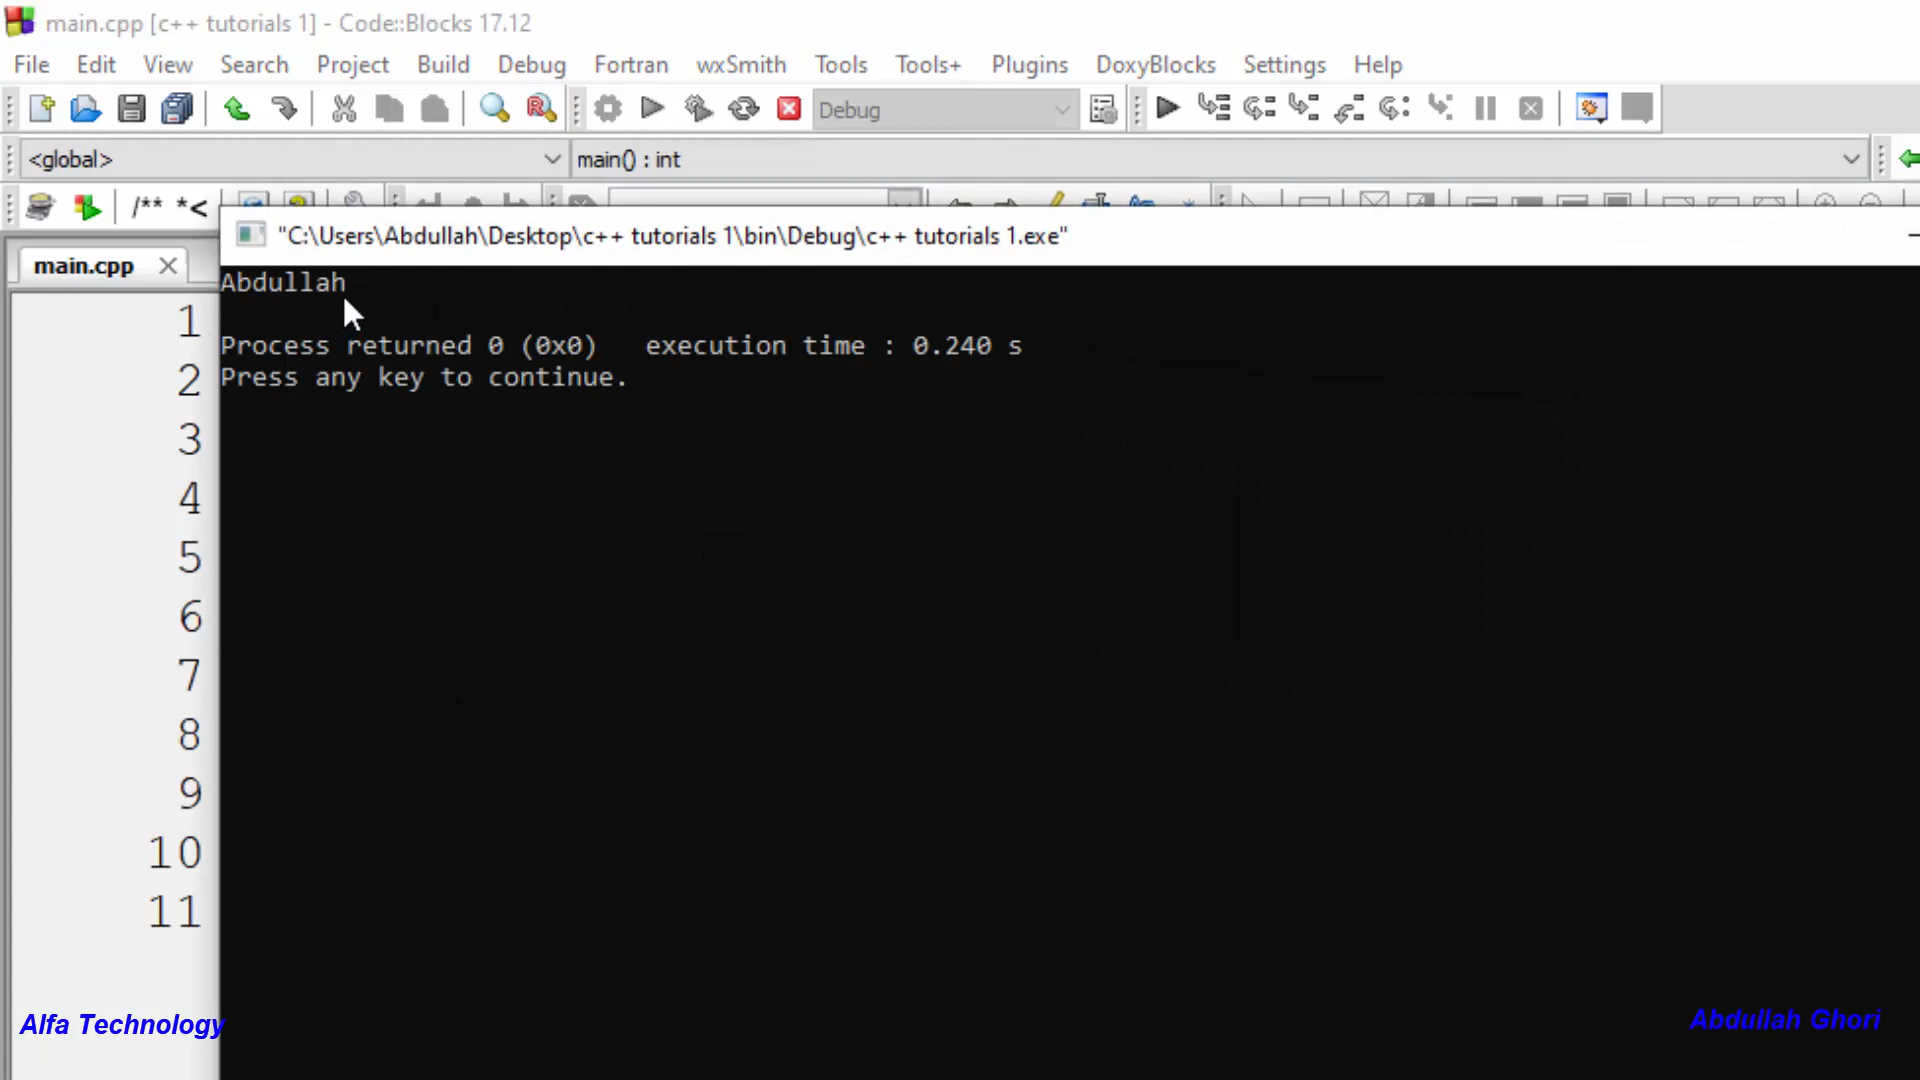 main.cpp [c++ tutorials 1] - Code::Blocks 17.12
File Edit View Search Project Build Debug Fortran wxSmith Tools Tools+ Plugins DoxyBlocks Settings Help
Debug
<global> main() : int
/** *<
"C:\Users\Abdullah\Desktop\c++ tutorials 1\bin\Debug\c++ tutorials 1.exe"
main.cpp
Abdullah
1
Process returned 0 (0x0)   execution time : 0.240 s
2
Press any key to continue.
3
4
5
6
7
8
9
10
11
Alfa Technology
Abdullah Ghori